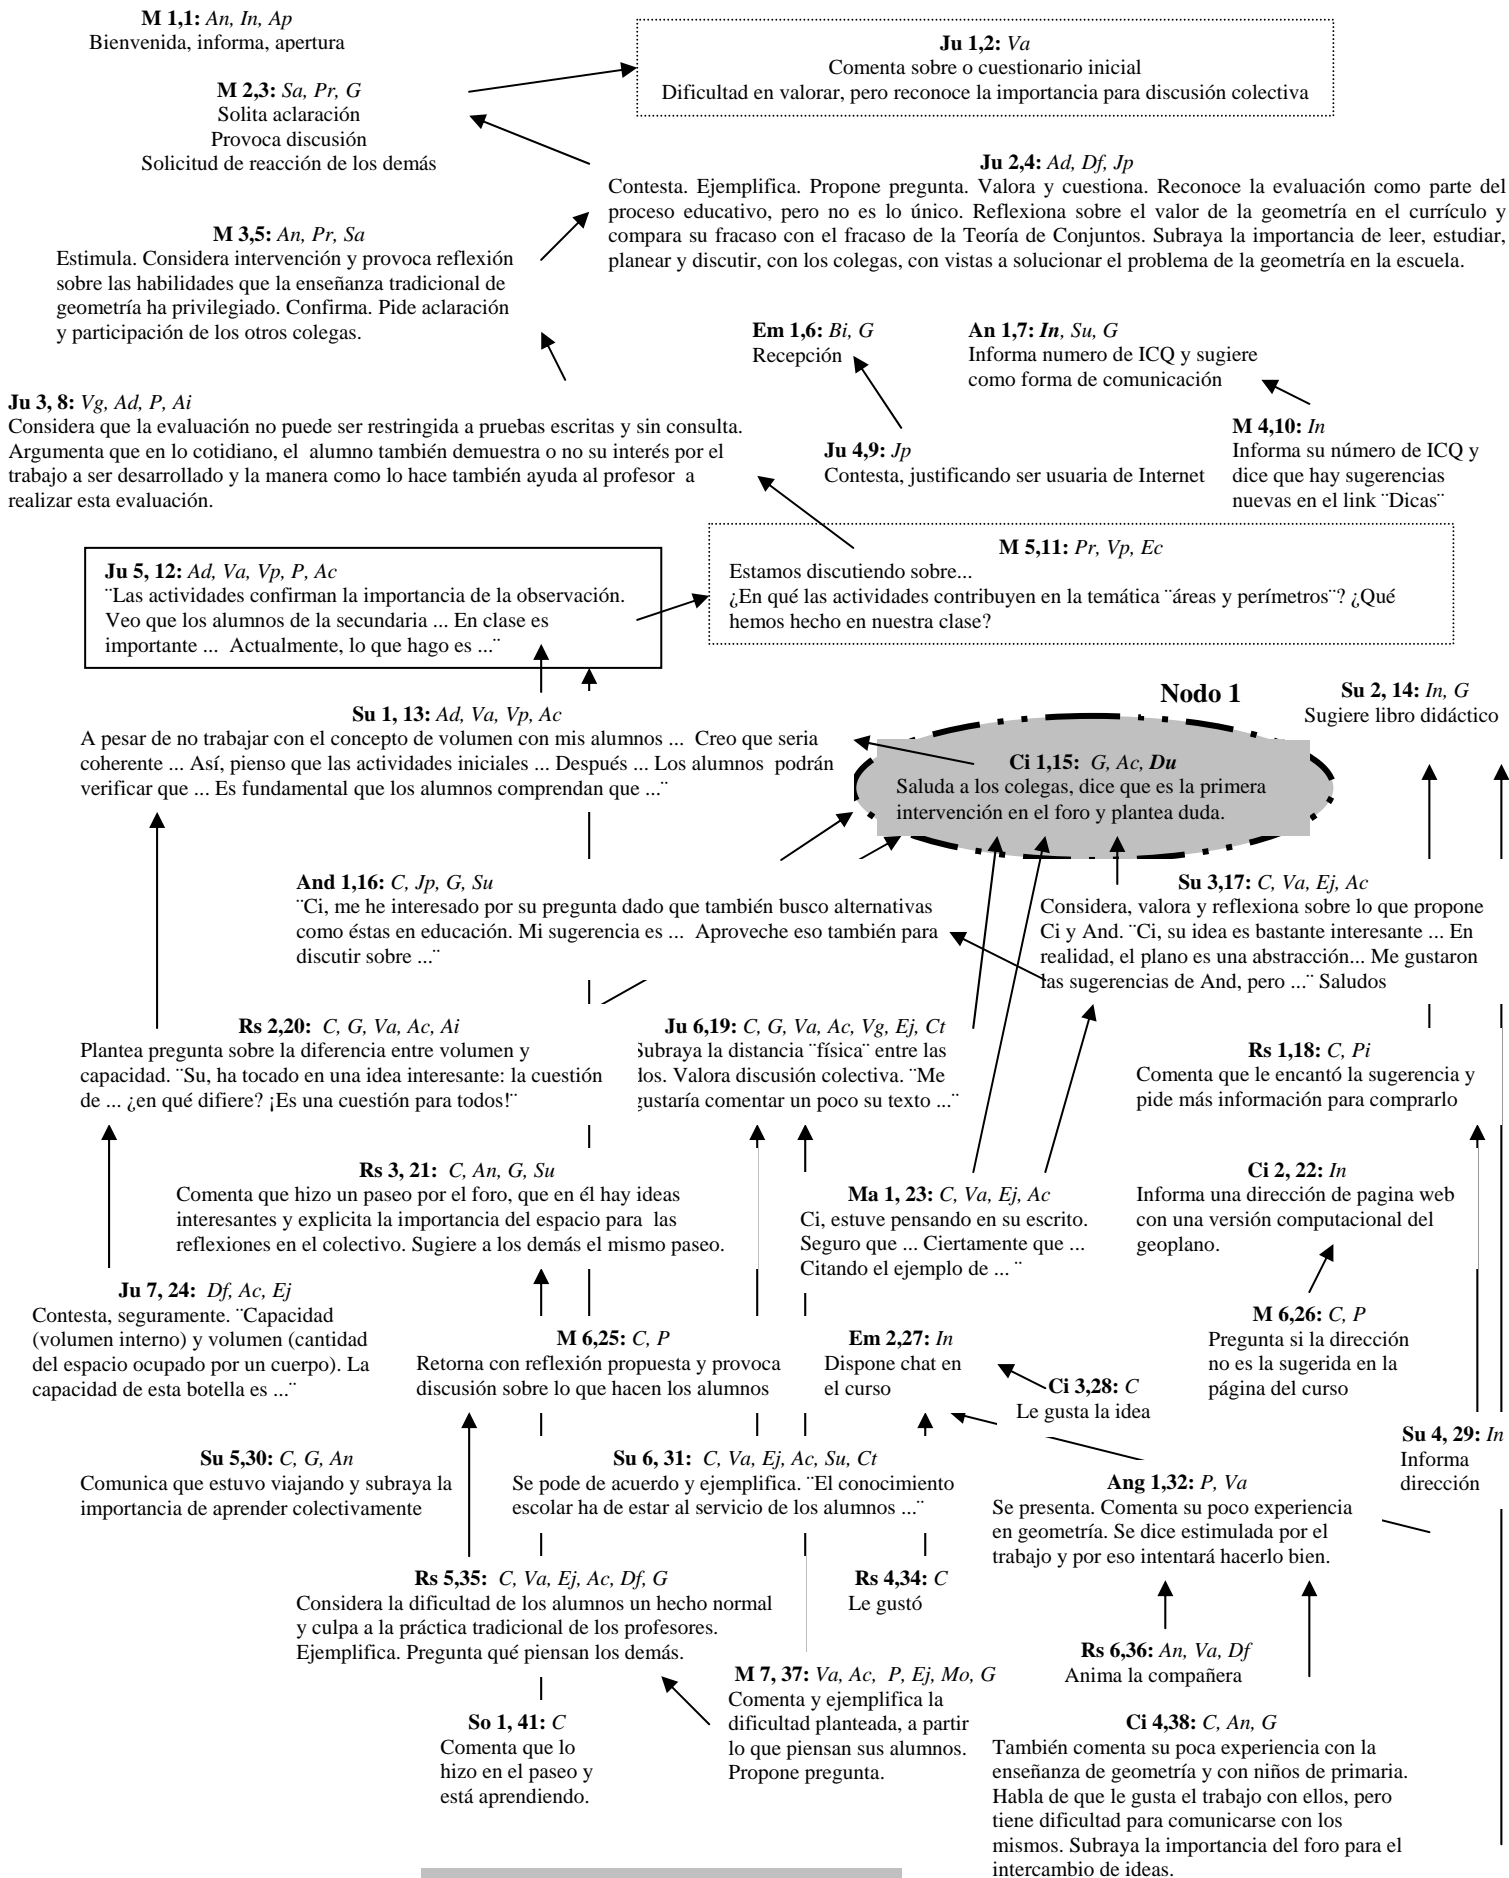 M 1,1: An, In, Ap
Bienvenida, informa, apertura
Ju 1,2: Va
Comenta sobre o cuestionario inicial
Dificultad en valorar, pero reconoce la importancia para discusión colectiva
M 2,3: Sa, Pr, G
Solita aclaración
Provoca discusión
Solicitud de reacción de los demás
Ju 2,4: Ad, Df, Jp
Contesta. Ejemplifica. Propone pregunta. Valora y cuestiona. Reconoce la evaluación como parte del
proceso educativo, pero no es lo único. Reflexiona sobre el valor de la geometría en el currículo y
compara su fracaso con el fracaso de la Teoría de Conjuntos. Subraya la importancia de leer, estudiar,
planear y discutir, con los colegas, con vistas a solucionar el problema de la geometría en la escuela.
M 3,5: An, Pr, Sa
Estimula. Considera intervención y provoca reflexión
sobre las habilidades que la enseñanza tradicional de
geometría ha privilegiado. Confirma. Pide aclaración
y participación de los otros colegas.
Em 1,6: Bi, G
Recepción
An 1,7: In, Su, G
Informa numero de ICQ y sugiere
como forma de comunicación
Ju 3, 8: Vg, Ad, P, Ai
Considera que la evaluación no puede ser restringida a pruebas escritas y sin consulta.
Argumenta que en lo cotidiano, el alumno también demuestra o no su interés por el
trabajo a ser desarrollado y la manera como lo hace también ayuda al profesor a
realizar esta evaluación.
Ju 4,9: Jp
Contesta, justificando ser usuaria de Internet
M 4,10: In
Informa su número de ICQ y
dice que hay sugerencias
nuevas en el link ¨Dicas¨
M 5,11: Pr, Vp, Ec
Estamos discutiendo sobre...
¿En qué las actividades contribuyen en la temática ¨áreas y perímetros¨? ¿Qué
hemos hecho en nuestra clase?
Ju 5, 12: Ad, Va, Vp, P, Ac
¨Las actividades confirman la importancia de la observación.
Veo que los alumnos de la secundaria ... En clase es
importante ... Actualmente, lo que hago es ...¨
Su 1, 13: Ad, Va, Vp, Ac
A pesar de no trabajar con el concepto de volumen con mis alumnos ... Creo que seria
coherente ... Así, pienso que las actividades iniciales ... Después ... Los alumnos podrán
verificar que ... Es fundamental que los alumnos comprendan que ...¨
Nodo 1
Su 2, 14: In, G
Sugiere libro didáctico
Ci 1,15: G, Ac, Du
Saluda a los colegas, dice que es la primera
intervención en el foro y plantea duda.
And 1,16: C, Jp, G, Su
¨Ci, me he interesado por su pregunta dado que también busco alternativas
como éstas en educación. Mi sugerencia es ... Aproveche eso también para
discutir sobre ...¨
Su 3,17: C, Va, Ej, Ac
Considera, valora y reflexiona sobre lo que propone
Ci y And. ¨Ci, su idea es bastante interesante ... En
realidad, el plano es una abstracción... Me gustaron
las sugerencias de And, pero ...¨ Saludos
Rs 2,20: C, G, Va, Ac, Ai
Plantea pregunta sobre la diferencia entre volumen y
capacidad. ¨Su, ha tocado en una idea interesante: la cuestión
de ... ¿en qué difiere? ¡Es una cuestión para todos!¨
Ju 6,19: C, G, Va, Ac, Vg, Ej, Ct
Subraya la distancia ¨física¨ entre las
dos. Valora discusión colectiva. ¨Me
gustaría comentar un poco su texto ...¨
Rs 1,18: C, Pi
Comenta que le encantó la sugerencia y
pide más información para comprarlo
Rs 3, 21: C, An, G, Su
Comenta que hizo un paseo por el foro, que en él hay ideas
interesantes y explicita la importancia del espacio para las
reflexiones en el colectivo. Sugiere a los demás el mismo paseo.
Ma 1, 23: C, Va, Ej, Ac
Ci, estuve pensando en su escrito.
Seguro que ... Ciertamente que ...
Citando el ejemplo de ... ¨
Ci 2, 22: In
Informa una dirección de pagina web
con una versión computacional del
geoplano.
Ju 7, 24: Df, Ac, Ej
Contesta, seguramente. ¨Capacidad
(volumen interno) y volumen (cantidad
del espacio ocupado por un cuerpo). La
capacidad de esta botella es ...¨
M 6,25: C, P
Retorna con reflexión propuesta y provoca
discusión sobre lo que hacen los alumnos
Em 2,27: In
Dispone chat en
el curso
M 6,26: C, P
Pregunta si la dirección
no es la sugerida en la
página del curso
Ci 3,28: C
Le gusta la idea
Su 4, 29: In
Informa
dirección
Su 5,30: C, G, An
Comunica que estuvo viajando y subraya la
importancia de aprender colectivamente
Su 6, 31: C, Va, Ej, Ac, Su, Ct
Se pode de acuerdo y ejemplifica. ¨El conocimiento
escolar ha de estar al servicio de los alumnos ...¨
Ang 1,32: P, Va
Se presenta. Comenta su poco experiencia
en geometría. Se dice estimulada por el
trabajo y por eso intentará hacerlo bien.
Rs 5,35: C, Va, Ej, Ac, Df, G
Considera la dificultad de los alumnos un hecho normal
y culpa a la práctica tradicional de los profesores.
Ejemplifica. Pregunta qué piensan los demás.
Rs 4,34: C
Le gustó
Rs 6,36: An, Va, Df
Anima la compañera
M 7, 37: Va, Ac, P, Ej, Mo, G
Comenta y ejemplifica la
dificultad planteada, a partir
lo que piensan sus alumnos.
Propone pregunta.
So 1, 41: C
Comenta que lo
hizo en el paseo y
está aprendiendo.
Ci 4,38: C, An, G
También comenta su poca experiencia con la
enseñanza de geometría y con niños de primaria.
Habla de que le gusta el trabajo con ellos, pero
tiene dificultad para comunicarse con los
mismos. Subraya la importancia del foro para el
intercambio de ideas.